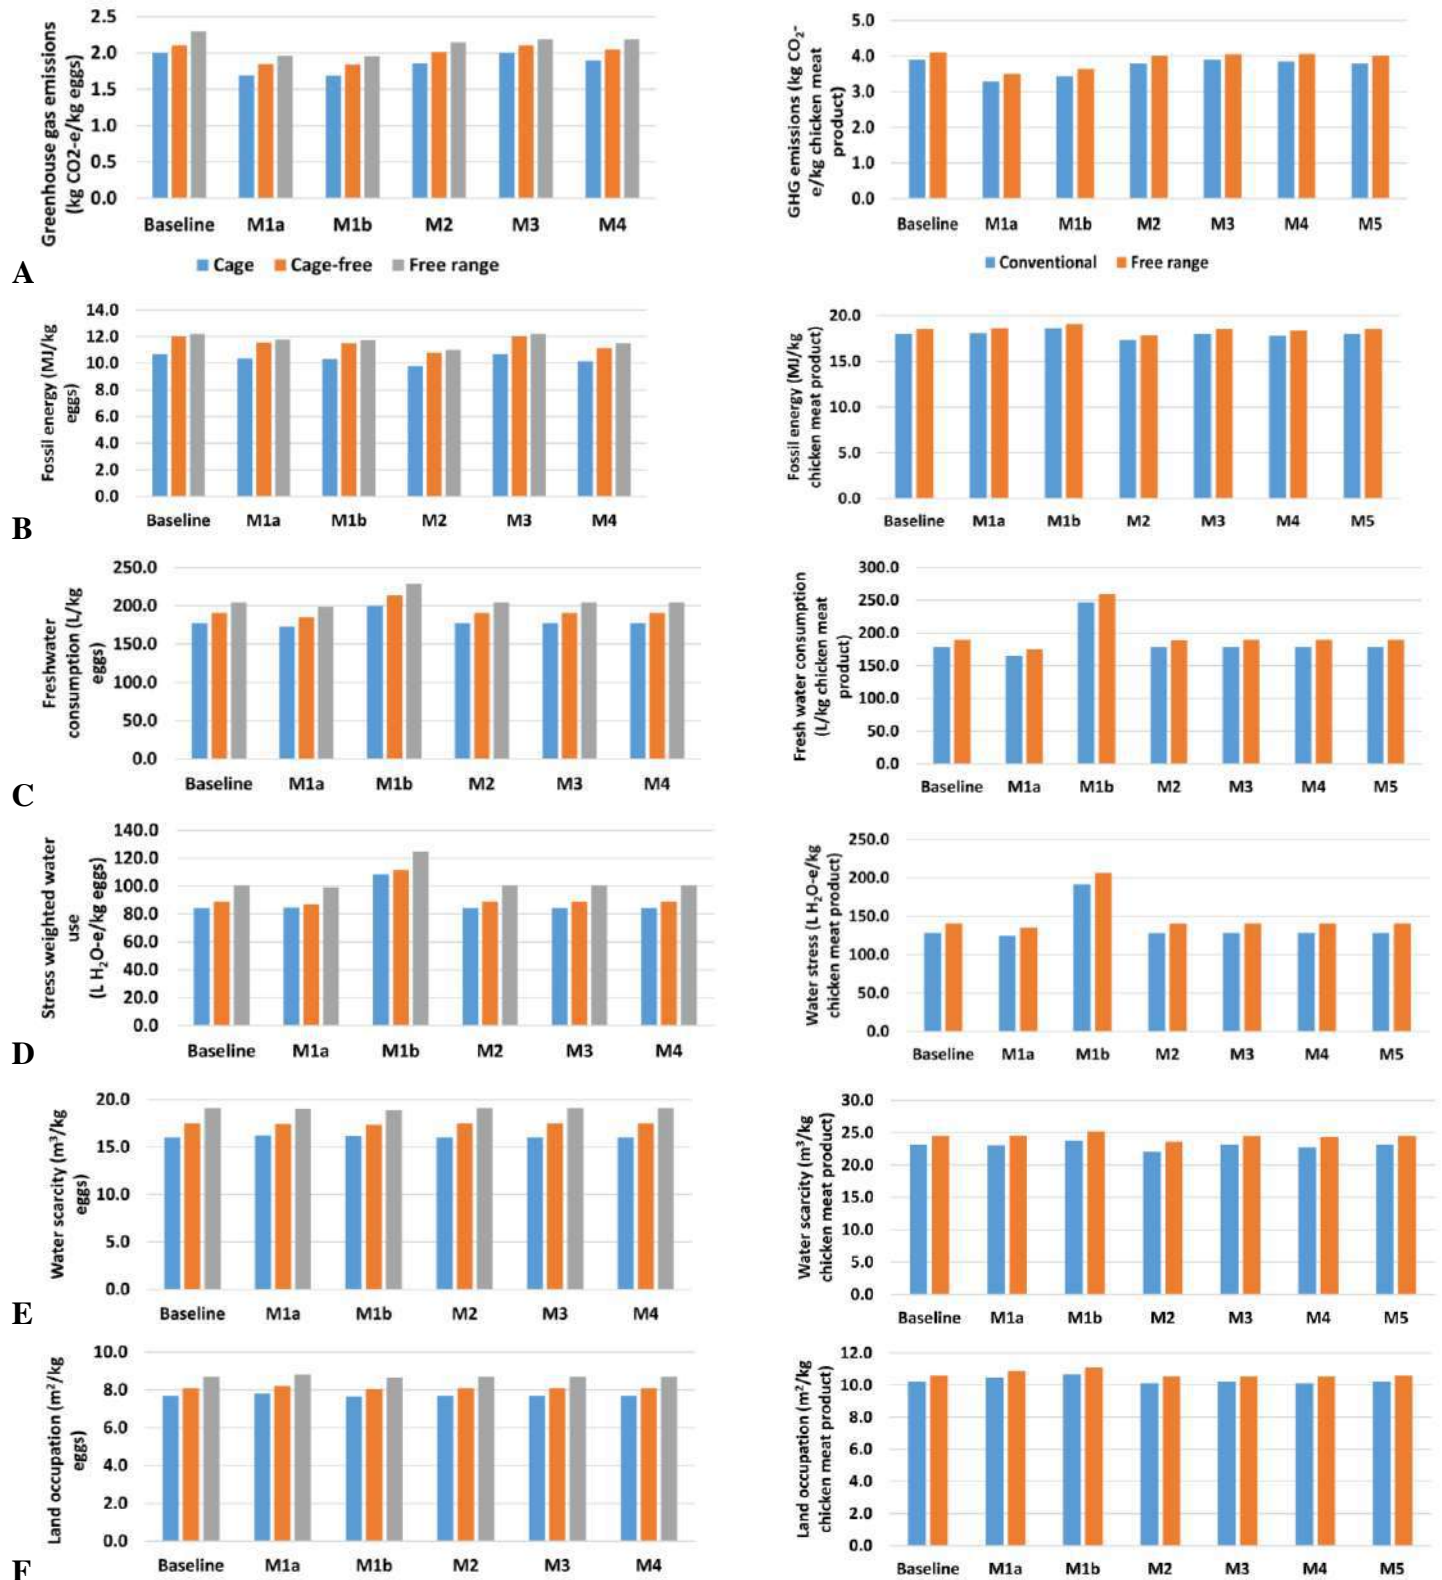 Greenhouse gas emissions
(kg CO2-e/kg eggs)
2.5
2.0
1.5
1.0
0.5
0.0
Baseline M1a M1b M2 M3 M4
Cage Cage-free Free range
GHG emissions (kg CO₂-
e/kg chicken meat
product)
5.0
4.0
3.0
2.0
1.0
0.0
Baseline M1a M1b M2 M3 M4 M5
Conventional Free range
A
Fossil energy (MJ/kg
eggs)
14.0
12.0
10.0
8.0
6.0
4.0
2.0
0.0
Baseline M1a M1b M2 M3 M4
Fossil energy (MJ/kg
chicken meat product)
20.0
15.0
10.0
5.0
0.0
Baseline M1a M1b M2 M3 M4 M5
B
Freshwater
consumption (L/kg
eggs)
250.0
200.0
150.0
100.0
50.0
0.0
Baseline M1a M1b M2 M3 M4
Fresh water consumption
(L/kg chicken meat
product)
300.0
250.0
200.0
150.0
100.0
50.0
0.0
Baseline M1a M1b M2 M3 M4 M5
C
Stress weighted water
use
(L H₂O-e/kg eggs)
140.0
120.0
100.0
80.0
60.0
40.0
20.0
0.0
Baseline M1a M1b M2 M3 M4
Water stress (L H₂O-e/kg
chicken meat product)
250.0
200.0
150.0
100.0
50.0
0.0
Baseline M1a M1b M2 M3 M4 M5
D
Water scarcity (m³/kg
eggs)
20.0
15.0
10.0
5.0
0.0
Baseline M1a M1b M2 M3 M4
Water scarcity (m³/kg
chicken meat product)
30.0
25.0
20.0
15.0
10.0
5.0
0.0
Baseline M1a M1b M2 M3 M4 M5
E
Land occupation (m²/kg
eggs)
10.0
8.0
6.0
4.0
2.0
0.0
Baseline M1a M1b M2 M3 M4
Land occupation (m²/kg
chicken meat product)
12.0
10.0
8.0
6.0
4.0
2.0
0.0
Baseline M1a M1b M2 M3 M4 M5
F